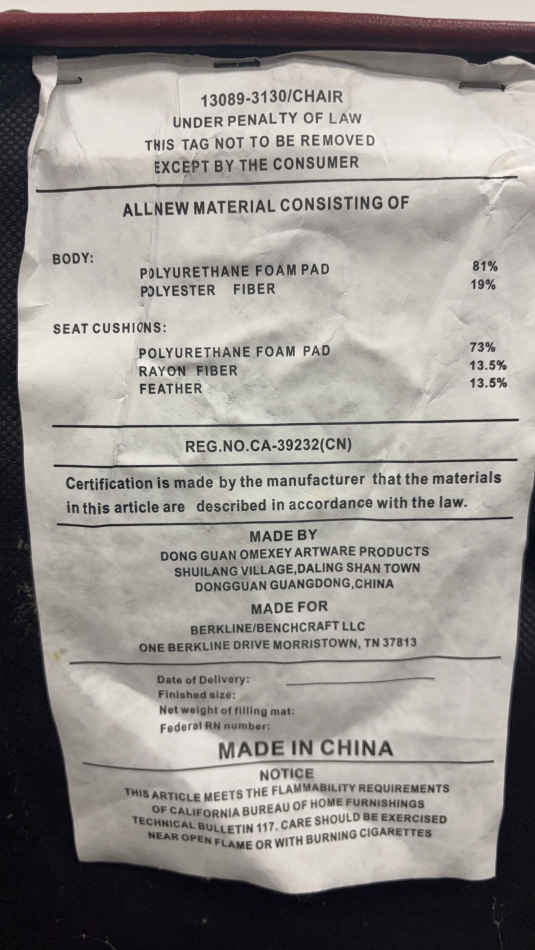 13089-3130/CHAIR
UNDER PENALTY OF LAW
THIS TAG NOT TO BE REMOVED
EXCEPT BY THE CONSUMER
ALLNEW MATERIAL CONSISTING OF
BODY:
POLYURETHANE FOAM PAD 81%
POLYESTER FIBER 19%
SEAT CUSHIONS:
POLYURETHANE FOAM PAD 73%
RAYON FIBER 13.5%
FEATHER 13.5%
REG.NO.CA-39232(CN)
Certification is made by the manufacturer that the materials
in this article are described in accordance with the law.
MADE BY
DONG GUAN OMEXEY ARTWARE PRODUCTS
SHUILANG VILLAGE,DALING SHAN TOWN
DONGGUAN GUANGDONG,CHINA
MADE FOR
BERKLINE/BENCHCRAFT LLC
ONE BERKLINE DRIVE MORRISTOWN, TN 37813
Date of Delivery:
Finished size:
Net weight of filling mat:
Federal RN number:
MADE IN CHINA
NOTICE
THIS ARTICLE MEETS THE FLAMMABILITY REQUIREMENTS
OF CALIFORNIA BUREAU OF HOME FURNISHINGS
TECHNICAL BULLETIN 117. CARE SHOULD BE EXERCISED
NEAR OPEN FLAME OR WITH BURNING CIGARETTES